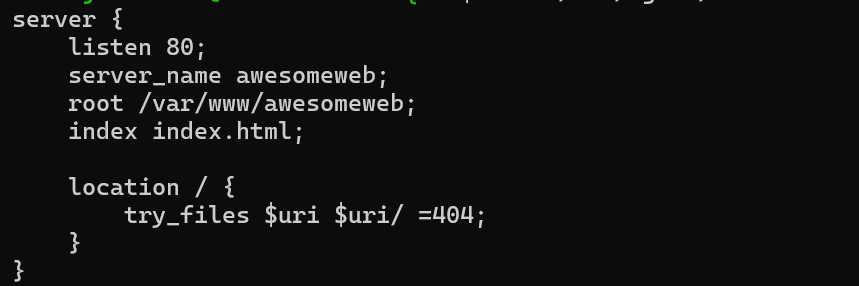 server {
    listen 80;
    server_name awesomeweb;
    root /var/www/awesomeweb;
    index index.html;

    location / {
        try_files $uri $uri/ =404;
    }
}